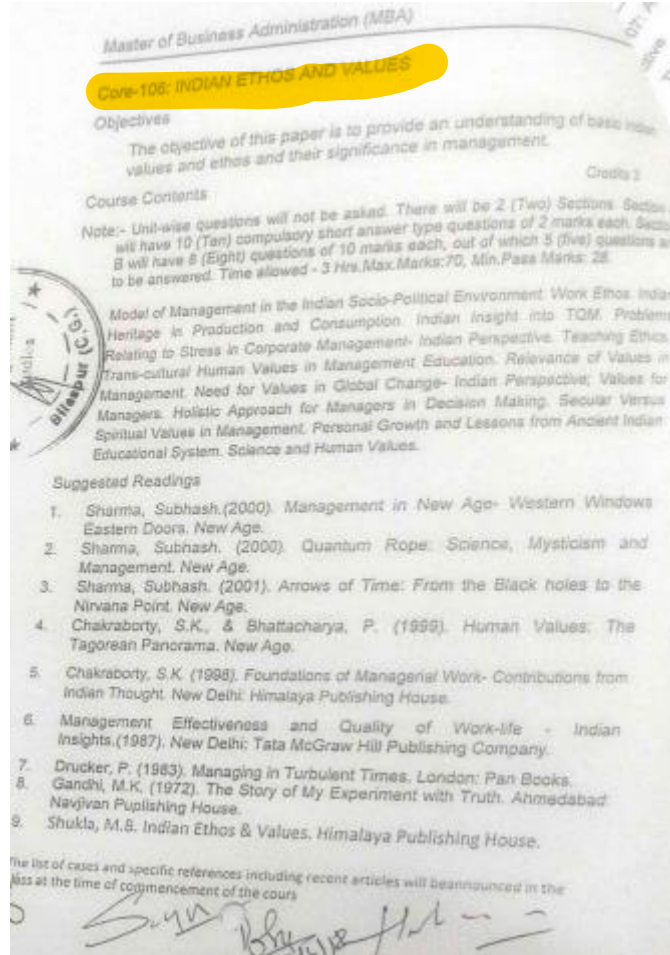 Master of Business Administration (MBA)
Core-106: INDIAN ETHOS AND VALUES
Objectives
The objective of this paper is to provide an understanding of basic
values and ethos and their significance in management.
Credits
Course Contents
Note:- Unit-wise questions will not be asked. There will be 2 (Two) Sections. Section
will have 10 (Ten) compulsory short answer type questions of 2 marks each. Sectio
B will have 8 (Eight) questions of 10 marks each, out of which 5 (five) questions
to be answered. Time allowed - 3 Hrs.Max.Marks:70, Min.Pass Marks: 28.
Model of Management in the Indian Socio-Political Environment. Work Ethos. India
Heritage in Production and Consumption. Indian Insight into TQM. Problems
Relating to Stress in Corporate Management- Indian Perspective. Teaching Ethics.
Trans-cultural Human Values in Management Education. Relevance of Values in
Management. Need for Values in Global Change- Indian Perspective; Values for
Managers. Holistic Approach for Managers in Decision Making. Secular Versus
Spiritual Values in Management. Personal Growth and Lessons from Ancient Indian
Educational System. Science and Human Values.
Bilaspur (C.G.)
Suggested Readings
1. Sharma, Subhash.(2000). Management in New Age- Western Windows
Eastern Doors. New Age.
2. Sharma, Subhash. (2000). Quantum Rope: Science, Mysticism and
Management. New Age.
3. Sharma, Subhash. (2001). Arrows of Time: From the Black holes to the
Nirvana Point. New Age.
4. Chakraborty, S.K., & Bhattacharya, P. (1999). Human Values: The
Tagorean Panorama. New Age.
5. Chakraborty, S.K. (1998). Foundations of Managerial Work- Contributions from
Indian Thought. New Delhi: Himalaya Publishing House.
6. Management Effectiveness and Quality of Work-life - Indian
Insights.(1987). New Delhi: Tata McGraw Hill Publishing Company.
7. Drucker, P. (1983). Managing in Turbulent Times. London: Pan Books.
8. Gandhi, M.K, (1972). The Story of My Experiment with Truth. Ahmedabad:
Navjivan Puplishing House.
9. Shukla, M.B. Indian Ethos & Values. Himalaya Publishing House.
The list of cases and specific references including recent articles will beannounced in the
lass at the time of commencement of the cours